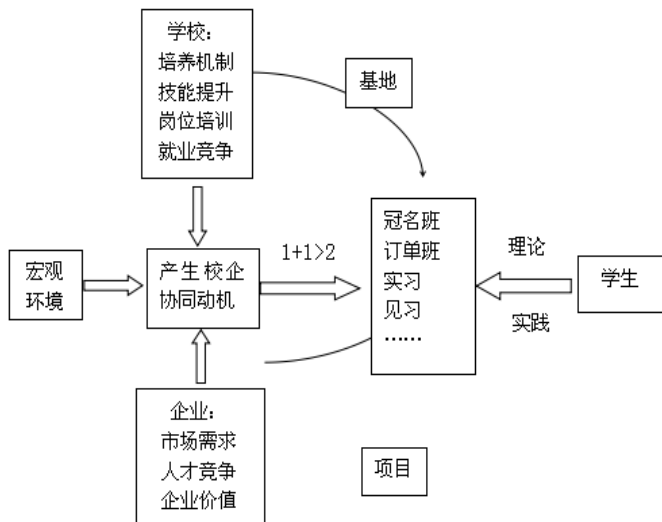 学校：
培养机制
技能提升
岗位培训
就业竞争
基地
宏观
环境
产生校企
协同动机
1+1>2
冠名班
订单班
实习
见习
……
理论
实践
学生
企业：
市场需求
人才竞争
企业价值
项目